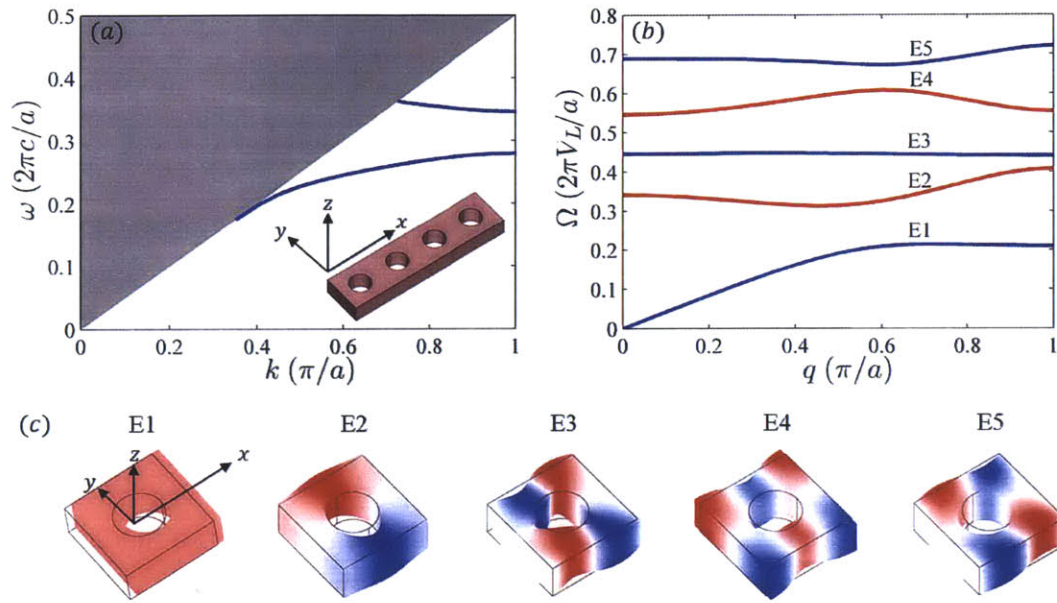 (a)
0.5
0.4
0.3
0.2
0.1
0
ω (2πc/a)
0 0.2 0.4 0.6 0.8 1
k (π/a)
z
y
x
(b)
0.8
0.7
0.6
0.5
0.4
0.3
0.2
0.1
0
Ω (2πV_L/a)
E5
E4
E3
E2
E1
0 0.2 0.4 0.6 0.8 1
q (π/a)
(c)
E1 E2 E3 E4 E5
z
y
x